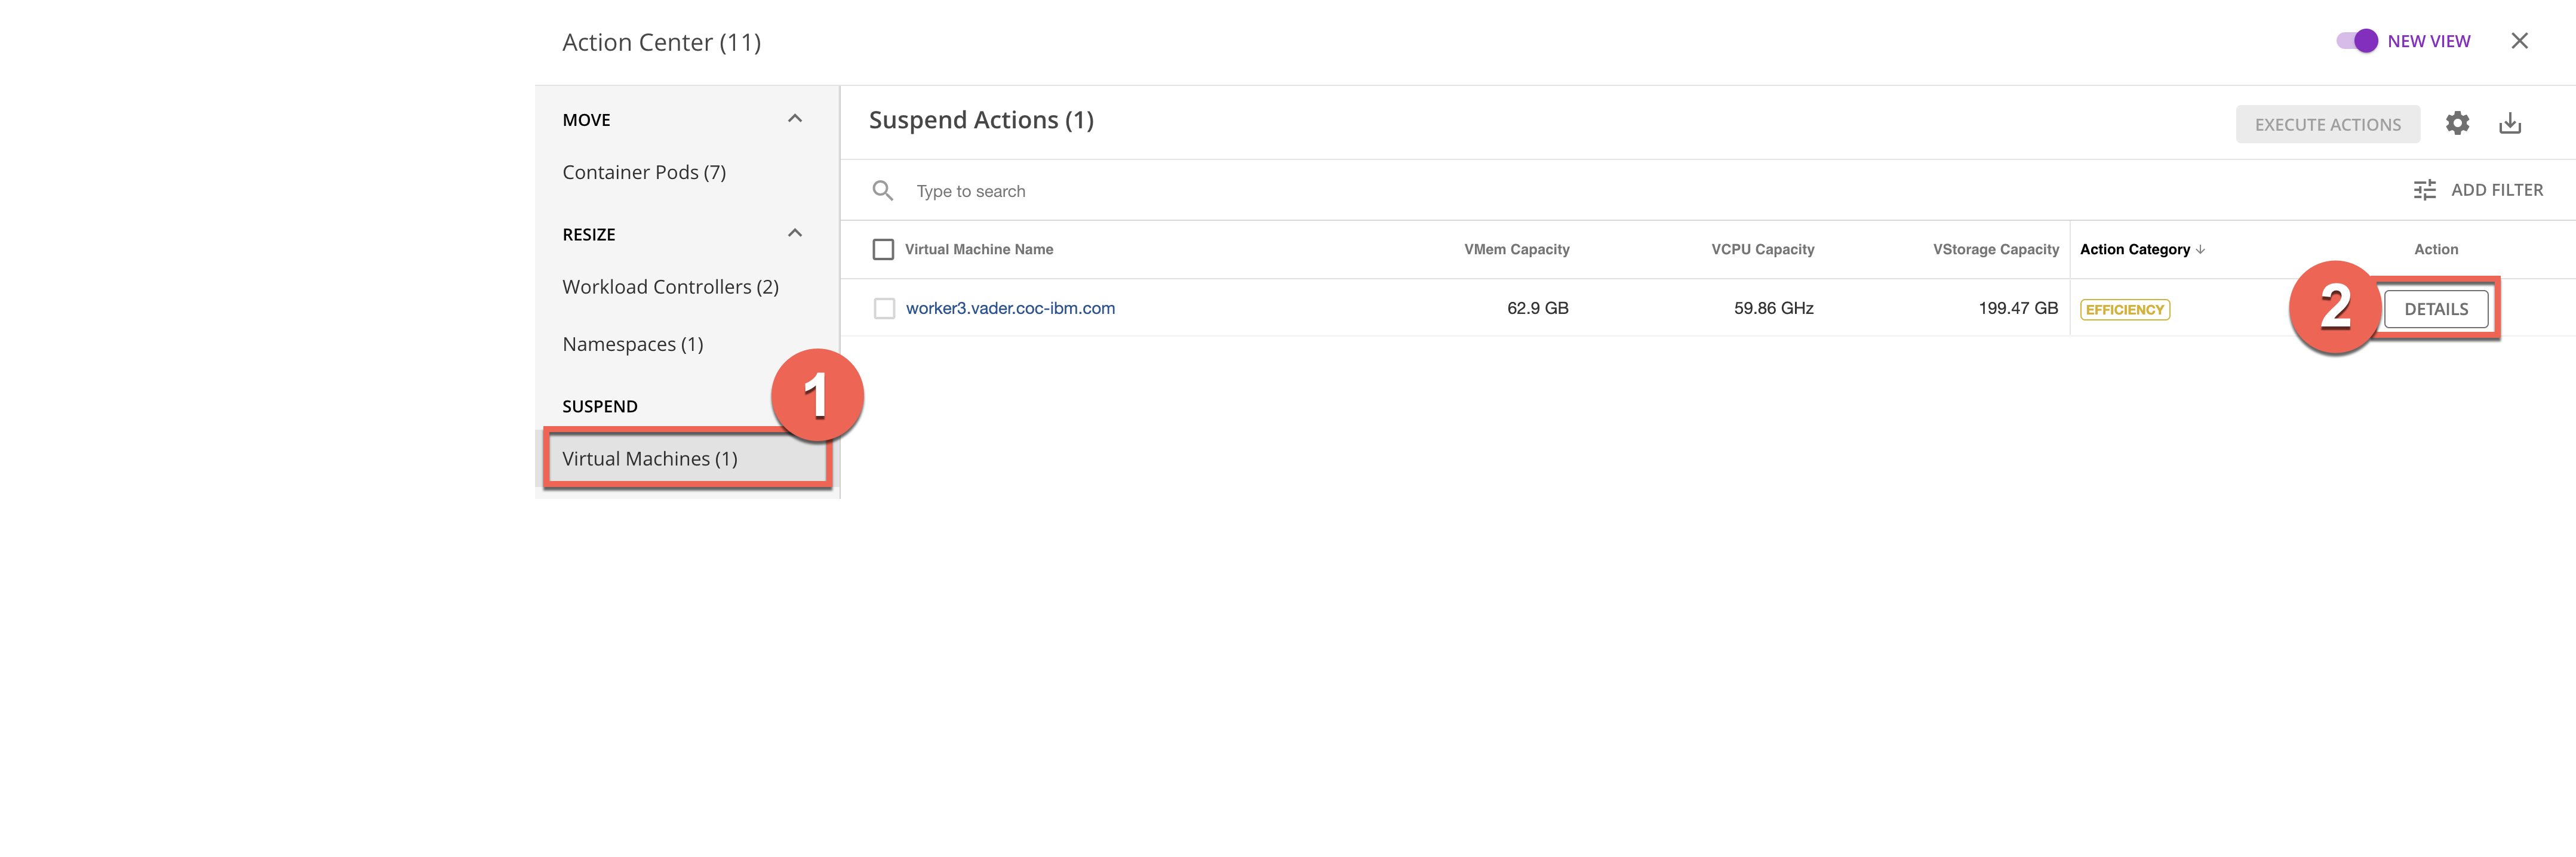 Action Center (11)
NEW VIEW
MOVE
Container Pods (7)
RESIZE
Workload Controllers (2)
Namespaces (1)
SUSPEND
1
Virtual Machines (1)
Suspend Actions (1)
EXECUTE ACTIONS
Type to search
ADD FILTER
Virtual Machine Name VMem Capacity VCPU Capacity VStorage Capacity Action Category Action
worker3.vader.coc-ibm.com 62.9 GB 59.86 GHz 199.47 GB EFFICIENCY 2 DETAILS